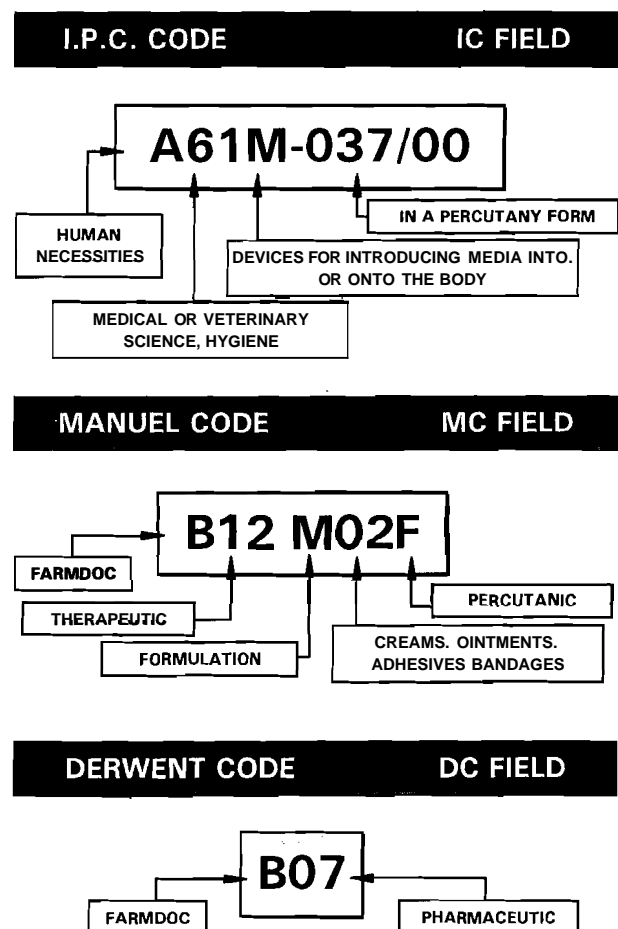 I.P.C. CODE IC FIELD
A61M-037/00
IN A PERCUTANY FORM
HUMAN
NECESSITIES
DEVICES FOR INTRODUCING MEDIA INTO.
OR ONTO THE BODY
MEDICAL OR VETERINARY
SCIENCE, HYGIENE
MANUEL CODE MC FIELD
B12 M02F
FARMDOC
PERCUTANIC
THERAPEUTIC
CREAMS. OINTMENTS.
ADHESIVES BANDAGES
FORMULATION
DERWENT CODE DC FIELD
B07
FARMDOC
PHARMACEUTIC